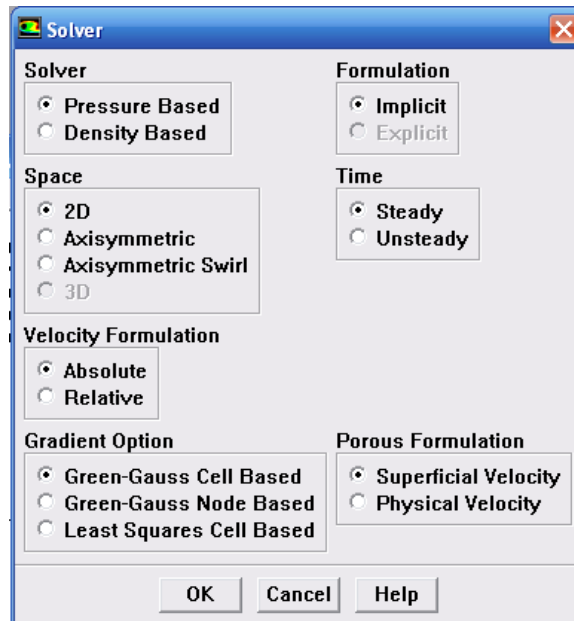 Solver
Solver
Pressure Based
Density Based
Formulation
Implicit
Explicit
Space
2D
Axisymmetric
Axisymmetric Swirl
3D
Time
Steady
Unsteady
Velocity Formulation
Absolute
Relative
Gradient Option
Green-Gauss Cell Based
Green-Gauss Node Based
Least Squares Cell Based
Porous Formulation
Superficial Velocity
Physical Velocity
OK Cancel Help